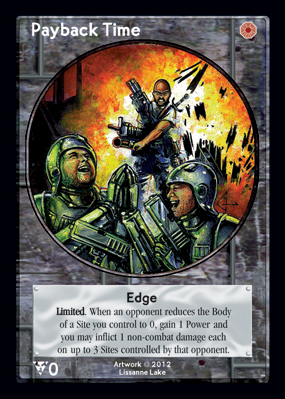 Payback Time
Edge
Limited. When an opponent reduces the Body
of a Site you control to 0, gain 1 Power and
you may inflict 1 non-combat damage each
on up to 3 Sites controlled by that opponent.
0
Artwork © 2012
Lissanne Lake